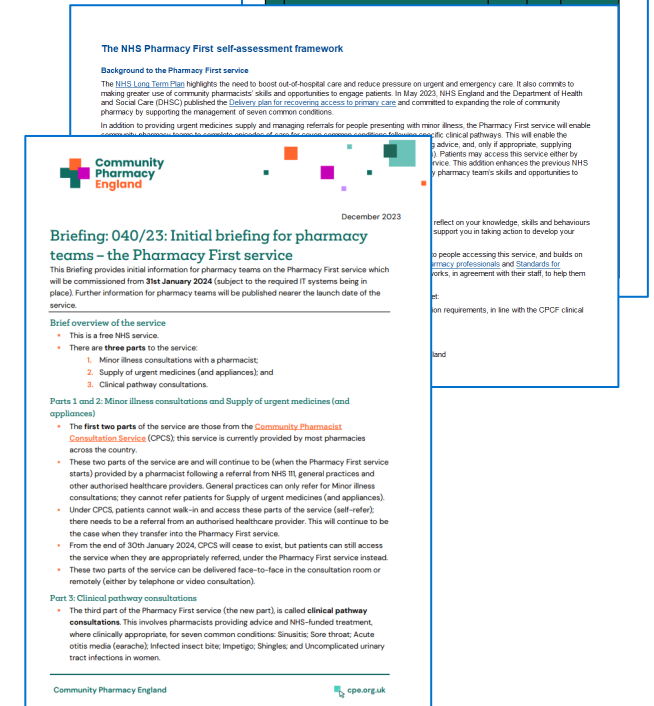 The NHS Pharmacy First self-assessment framework
Background to the Pharmacy First service
The NHS Long Term Plan highlights the need to boost out-of-hospital care and reduce pressure on urgent and emergency care. It also commits to
making greater use of community pharmacists' skills and opportunities to engage patients. In May 2023, NHS England and the Department of Health
and Social Care (DHSC) published the Delivery plan for recovering access to primary care and committed to expanding the role of community
pharmacy by supporting the management of seven common conditions.
In addition to providing urgent medicines supply and managing referrals for people presenting with minor illness, the Pharmacy First service will enable
specific clinical pathways. This will enable the
advice, and, only if appropriate, supplying
Patients may access this service either by
This addition enhances the previous NHS
pharmacy team's skills and opportunities to
reflect on your knowledge, skills and behaviours
support you in taking action to develop your
to people accessing this service, and builds on
professionals and Standards for
in agreement with their staff, to help them
requirements, in line with the CPCF clinical
Community
Pharmacy
England
December 2023
Briefing: 040/23: Initial briefing for pharmacy
teams – the Pharmacy First service
This Briefing provides initial information for pharmacy teams on the Pharmacy First service which
will be commissioned from 31st January 2024 (subject to the required IT systems being in
place). Further information for pharmacy teams will be published nearer the launch date of the
service.
Brief overview of the service
• This is a free NHS service.
• There are three parts to the service:
1. Minor illness consultations with a pharmacist;
2. Supply of urgent medicines (and appliances); and
3. Clinical pathway consultations.
Parts 1 and 2: Minor illness consultations and Supply of urgent medicines (and
appliances)
• The first two parts of the service are those from the Community Pharmacist
Consultation Service (CPCS); this service is currently provided by most pharmacies
across the country.
• These two parts of the service are and will continue to be (when the Pharmacy First service
starts) provided by a pharmacist following a referral from NHS 111, general practices and
other authorised healthcare providers. General practices can only refer for Minor illness
consultations; they cannot refer patients for Supply of urgent medicines (and appliances).
• Under CPCS, patients cannot walk-in and access these parts of the service (self-refer);
there needs to be a referral from an authorised healthcare provider. This will continue to be
the case when they transfer into the Pharmacy First service.
• From the end of 30th January 2024, CPCS will cease to exist, but patients can still access
the service when they are appropriately referred, under the Pharmacy First service instead.
• These two parts of the service can be delivered face-to-face in the consultation room or
remotely (either by telephone or video consultation).
Part 3: Clinical pathway consultations
• The third part of the Pharmacy First service (the new part), is called clinical pathway
consultations. This involves pharmacists providing advice and NHS-funded treatment,
where clinically appropriate, for seven common conditions: Sinusitis; Sore throat; Acute
otitis media (earache); Infected insect bite; Impetigo; Shingles; and Uncomplicated urinary
tract infections in women.
Community Pharmacy England
cpe.org.uk